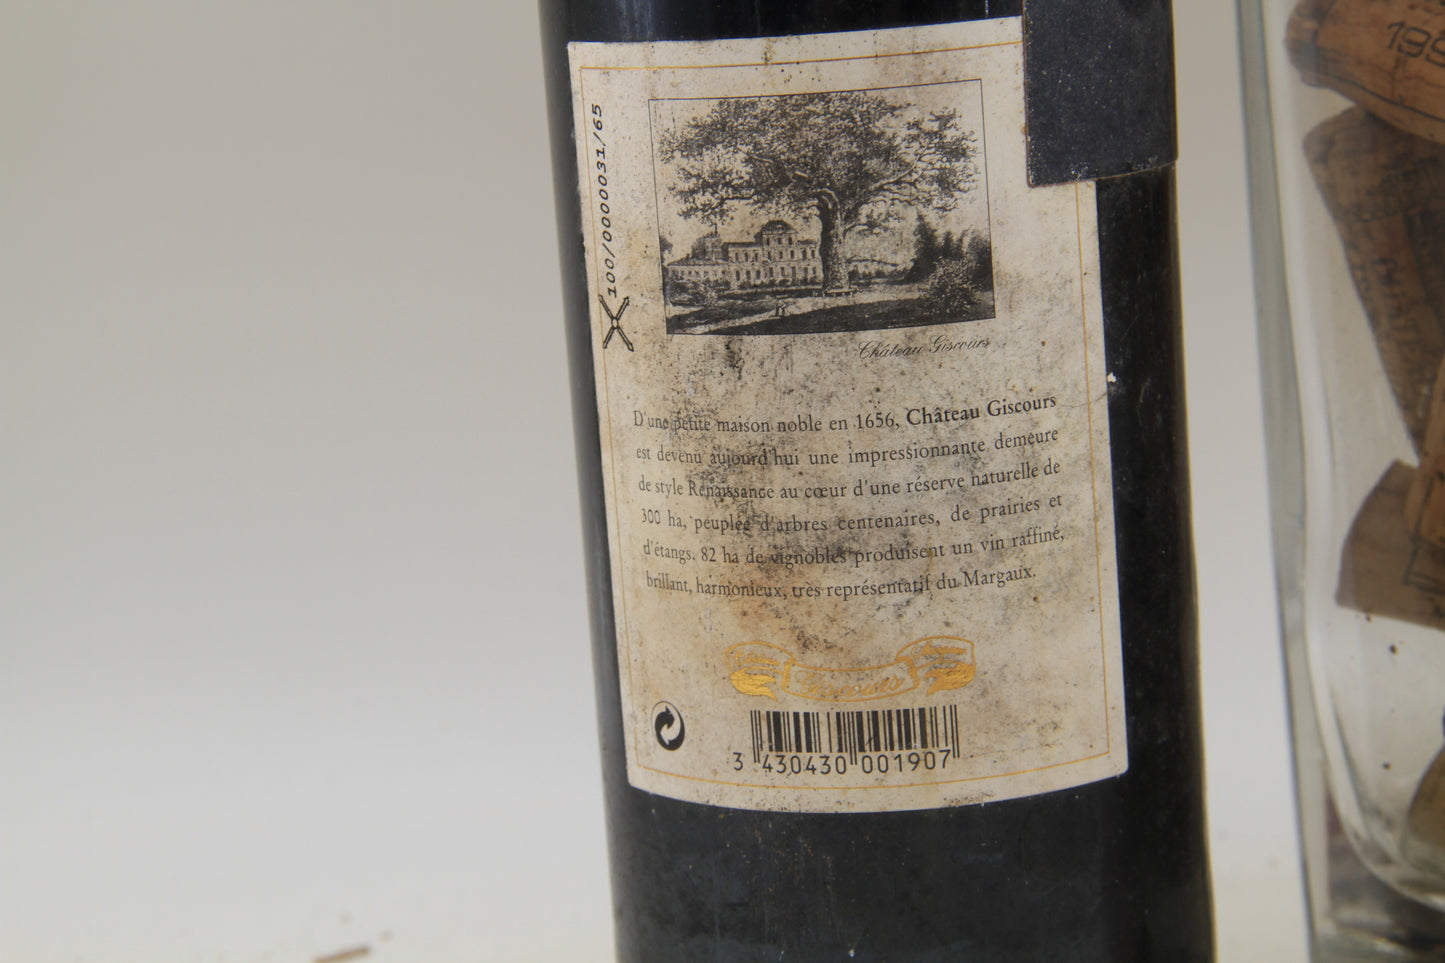 100/0000031/65
Château Giscours
D'une petite maison noble en 1656, Château Giscours
est devenu aujourd'hui une impressionnante demeure
de style Renaissance au cœur d'une réserve naturelle de
300 ha, peuplée d'arbres centenaires, de prairies et
d'étangs. 82 ha de vignobles produisent un vin raffiné,
brillant, harmonieux, très représentatif du Margaux.
Giscours
3 430430 001907
199